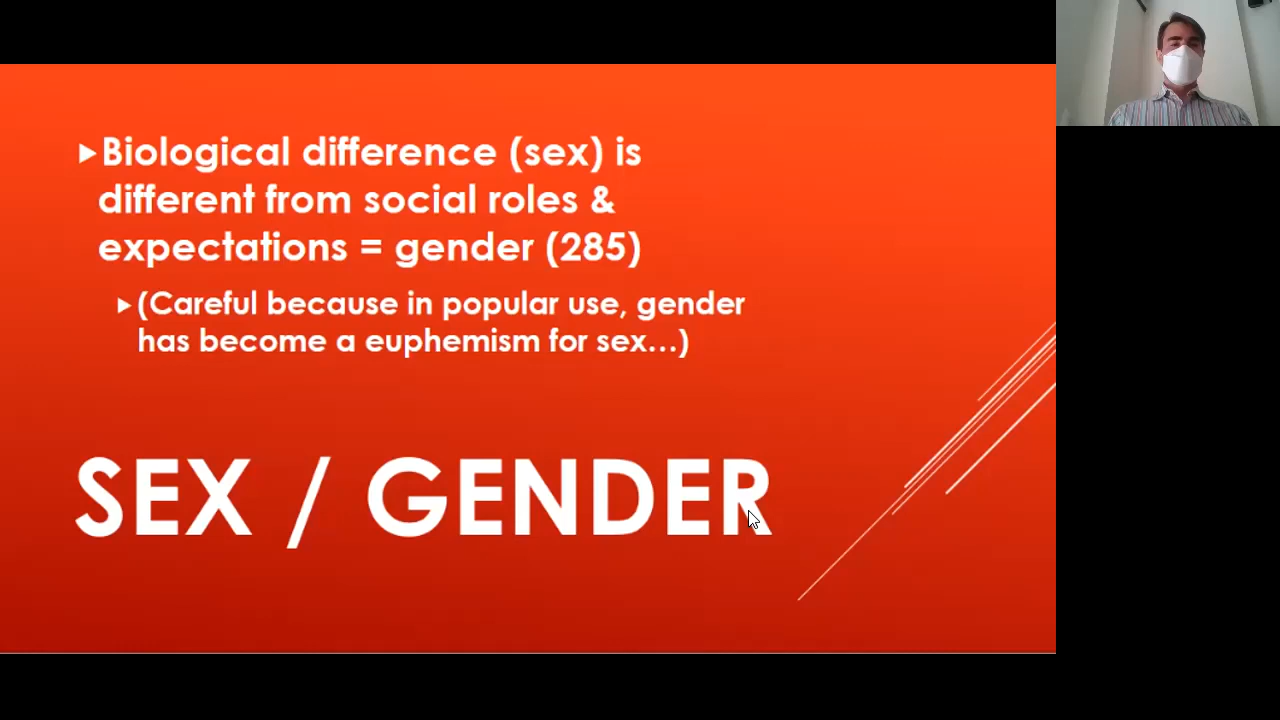 ▸Biological difference (sex) is
different from social roles &
expectations = gender (285)
▸(Careful because in popular use, gender
has become a euphemism for sex...)
SEX / GENDER